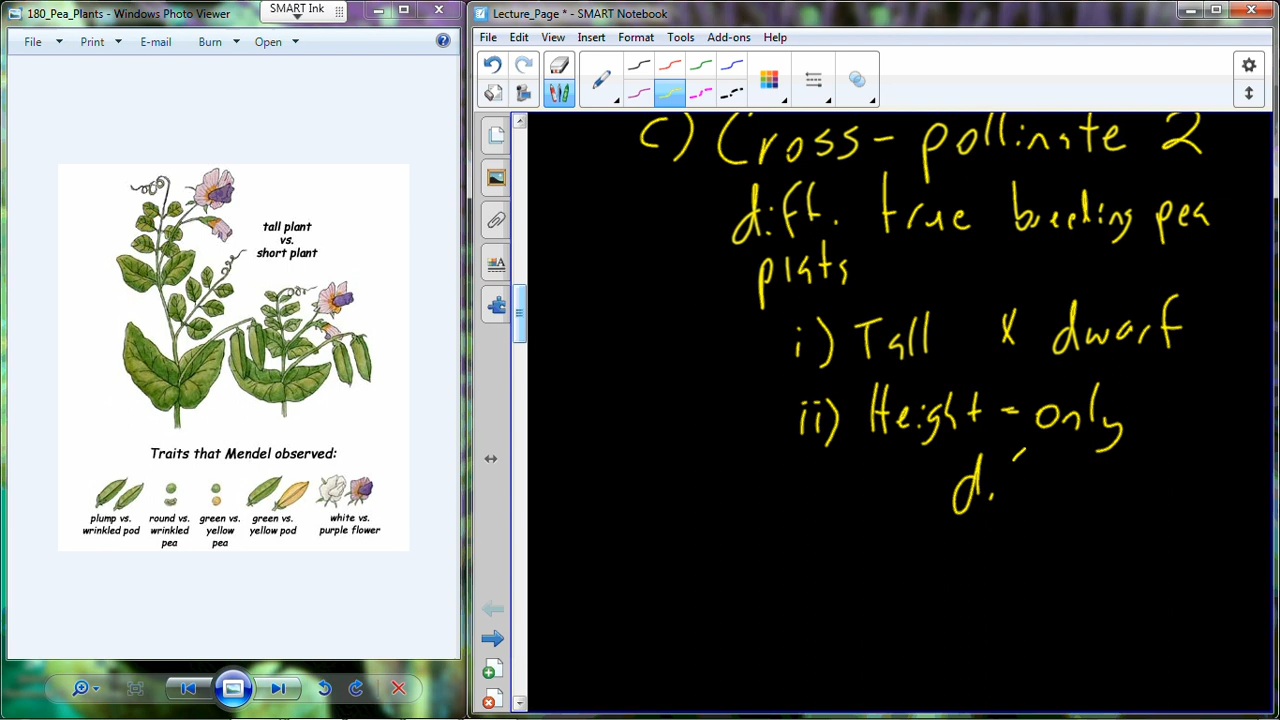 180_Pea_Plants - Windows Photo Viewer
SMART Ink
File Print E-mail Burn Open
tall plant
vs.
short plant
Traits that Mendel observed:
plump vs.
wrinkled pod
round vs.
wrinkled
pea
green vs.
yellow
pea
green vs.
yellow pod
white vs.
purple flower
Lecture_Page * - SMART Notebook
File Edit View Insert Format Tools Add-ons Help
c) Cross-pollinate 2
diff. true breeding pea
plats
i) Tall x dwarf
ii) Height = only